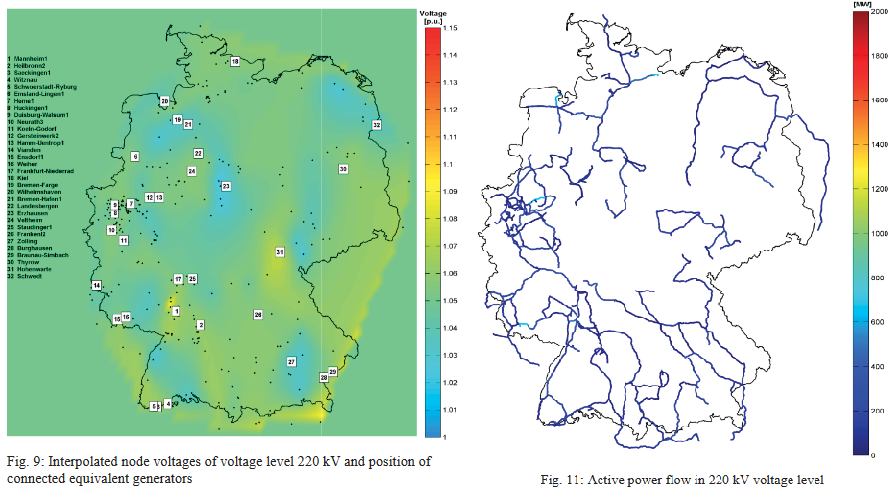 Voltage
[p.u.]
1 Mannheim1
2 Heilbronn2
3 Saeckingen1
4 Witznau
5 Schwoerstadt-Ryburg
6 Emsland-Lingen1
7 Herne1
8 Huckingen1
9 Duisburg-Walsum1
10 Neurath3
11 Koeln-Godorf
12 Gersteinwerk2
13 Hamm-Uentrop1
14 Vianden
15 Ensdorf1
16 Weiher
17 Frankfurt-Niederrad
18 Kiel
19 Bremen-Farge
20 Wilhelmshaven
21 Bremen-Hafen1
22 Landesbergen
23 Erzhausen
24 Veltheim
25 Staudinger1
26 Franken12
27 Zolling
28 Burghausen
29 Braunau-Simbach
30 Thyrow
31 Hohenwarte
32 Schwedt
18
20
19
21
32
6
22
24
30
23
9
7
12
13
8
10
11
31
14
17
25
1
15
16
2
26
27
28
29
4
1.15
1.14
1.13
1.12
1.11
1.1
1.09
1.08
1.07
1.06
1.05
1.04
1.03
1.02
1.01
1
Fig. 9: Interpolated node voltages of voltage level 220 kV and position of
connected equivalent generators
[MW]
2000
1800
1600
1400
1200
1000
800
600
400
200
0
Fig. 11: Active power flow in 220 kV voltage level